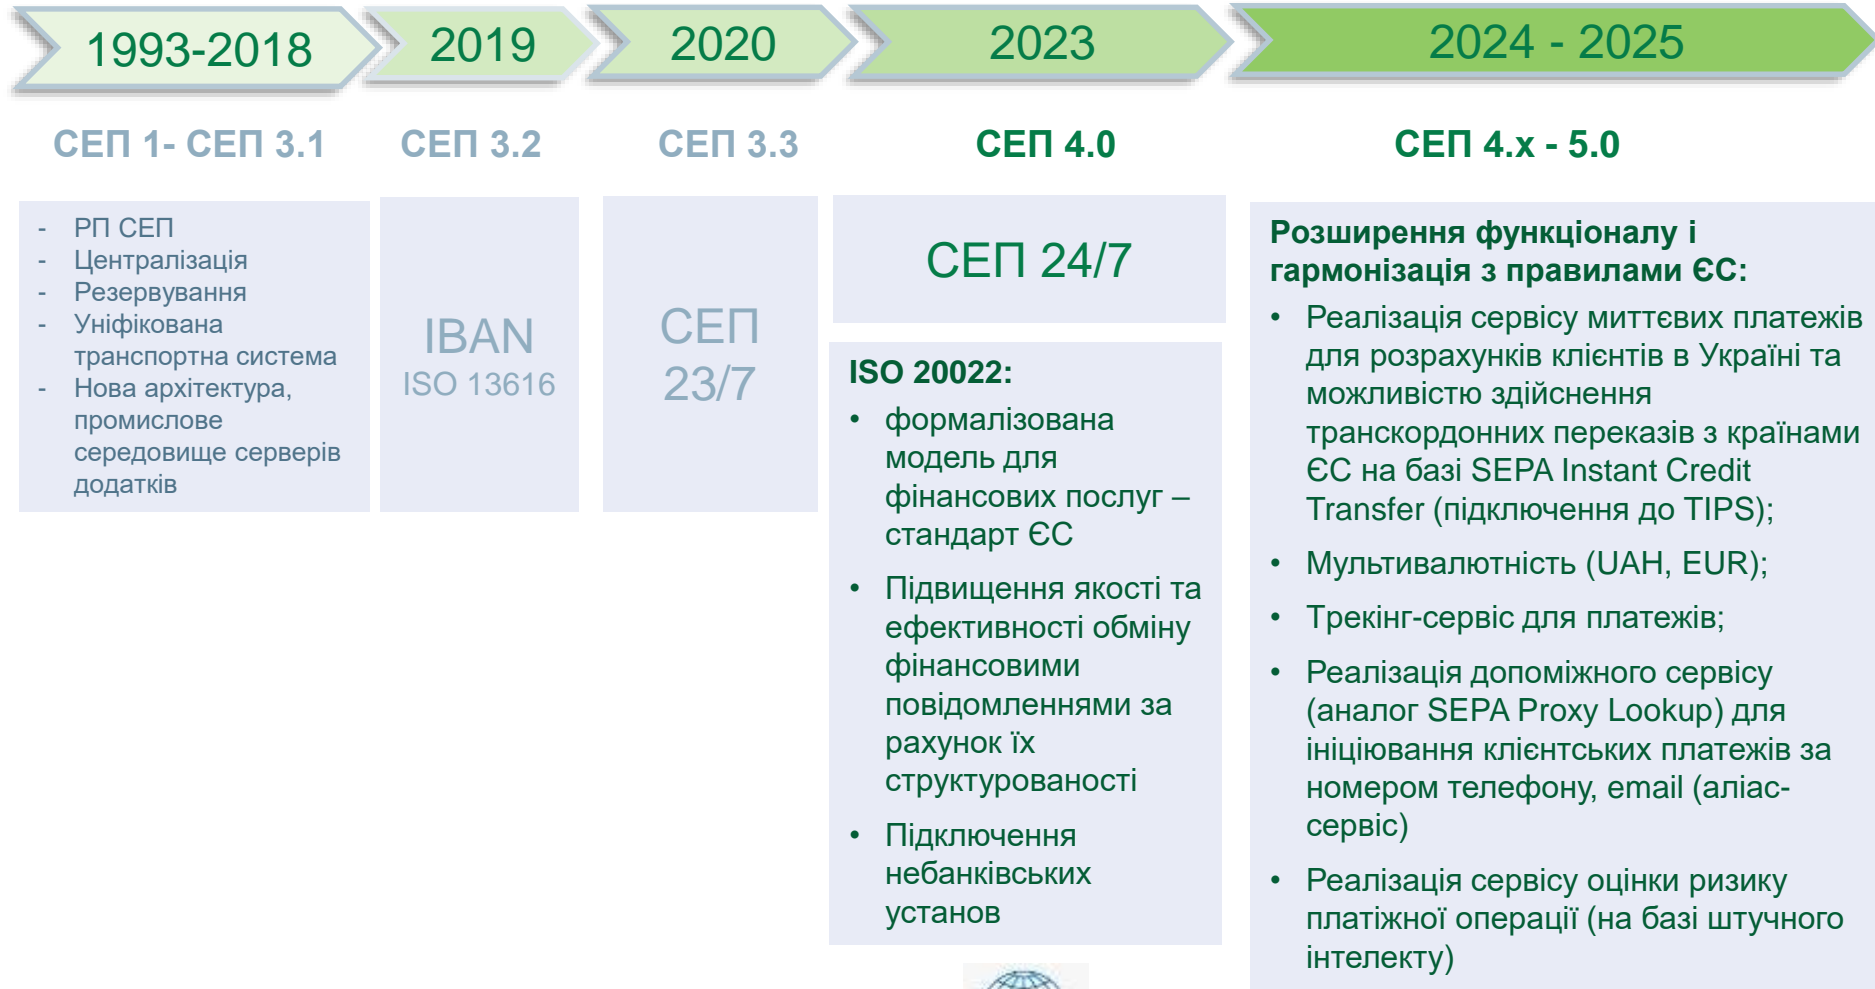 1993-2018
2019
2020
2023
2024 - 2025
СЕП 1- СЕП 3.1
СЕП 3.2
СЕП 3.3
СЕП 4.0
СЕП 4.x - 5.0
- РП СЕП
- Централізація
- Резервування
- Уніфікована
транспортна система
- Нова архітектура,
промислове
середовище серверів
додатків
IBAN
ISO 13616
СЕП
23/7
СЕП 24/7
ISO 20022:
• формалізована
модель для
фінансових послуг –
стандарт ЄС
• Підвищення якості та
ефективності обміну
фінансовими
повідомленнями за
рахунок їх
структурованості
• Підключення
небанківських
установ
Розширення функціоналу і
гармонізація з правилами ЄС:
• Реалізація сервісу миттєвих платежів
для розрахунків клієнтів в Україні та
можливістю здійснення
транскордонних переказів з країнами
ЄС на базі SEPA Instant Credit
Transfer (підключення до TIPS);
• Мультивалютність (UAH, EUR);
• Трекінг-сервіс для платежів;
• Реалізація допоміжного сервісу
(аналог SEPA Proxy Lookup) для
ініціювання клієнтських платежів за
номером телефону, email (аліас-
сервіс)
• Реалізація сервісу оцінки ризику
платіжної операції (на базі штучного
інтелекту)